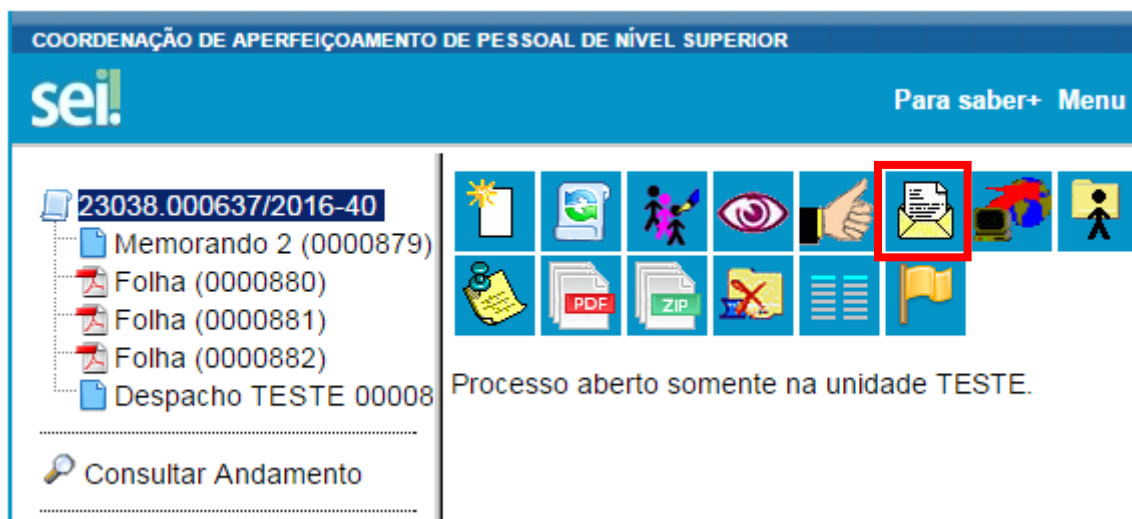 COORDENAÇÃO DE APERFEIÇOAMENTO DE PESSOAL DE NÍVEL SUPERIOR
sei!
Para saber+ Menu
23038.000637/2016-40
Memorando 2 (0000879)
Folha (0000880)
Folha (0000881)
Folha (0000882)
Despacho TESTE 00008
Consultar Andamento
PDF
ZIP
Processo aberto somente na unidade TESTE.